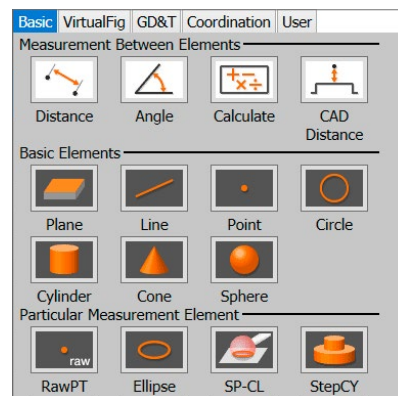 Basic VirtualFig GD&T Coordination User
Measurement Between Elements
Distance Angle Calculate CAD Distance
Basic Elements
Plane Line Point Circle
Cylinder Cone Sphere
Particular Measurement Element
raw
RawPT Ellipse SP-CL StepCY